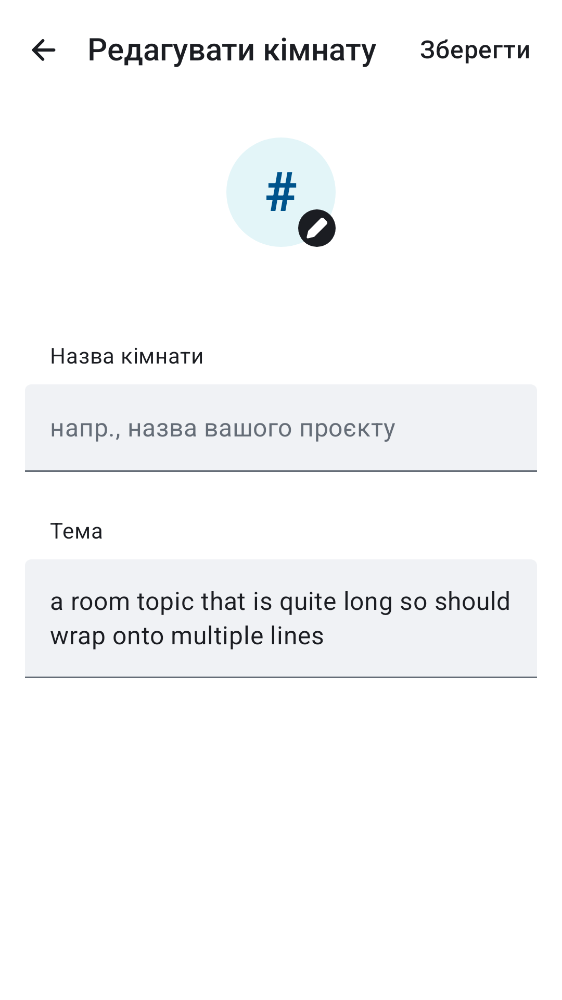 Редагувати кімнату Зберегти
#
Назва кімнати
напр., назва вашого проєкту
Тема
a room topic that is quite long so should
wrap onto multiple lines